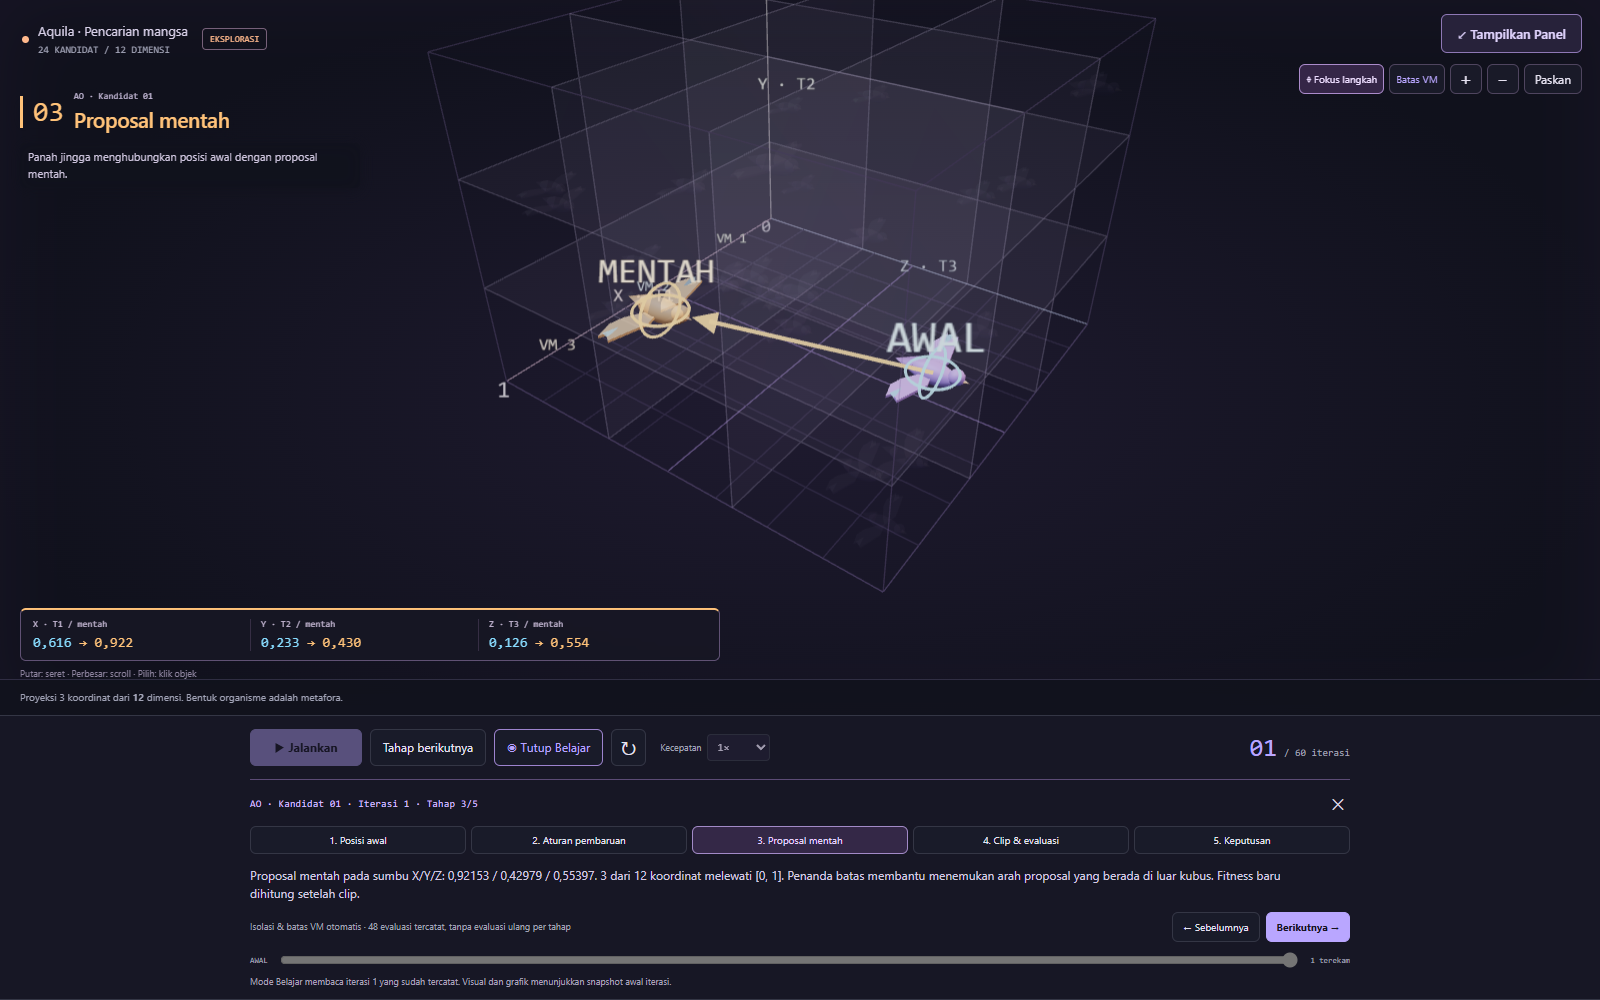 Aquila · Pencarian mangsa
24 KANDIDAT / 12 DIMENSI
EKSPLORASI
↙ Tampilkan Panel
⌖ Fokus langkah
Batas VM
+
−
Paskan
03
AO · Kandidat 01
Proposal mentah
Panah jingga menghubungkan posisi awal dengan proposal
mentah.
Y · T2
0
VM 1
Z · T3
MENTAH
X
VM
AWAL
VM 3
1
X · T1 / mentah
0,616 → 0,922
Y · T2 / mentah
0,233 → 0,430
Z · T3 / mentah
0,126 → 0,554
Putar: seret · Perbesar: scroll · Pilih: klik objek
Proyeksi 3 koordinat dari 12 dimensi. Bentuk organisme adalah metafora.
▶ Jalankan
Tahap berikutnya
◉ Tutup Belajar
↻
Kecepatan
1×
01 / 60 iterasi
AO · Kandidat 01 · Iterasi 1 · Tahap 3/5
×
1. Posisi awal
2. Aturan pembaruan
3. Proposal mentah
4. Clip & evaluasi
5. Keputusan
Proposal mentah pada sumbu X/Y/Z: 0,92153 / 0,42979 / 0,55397. 3 dari 12 koordinat melewati [0, 1]. Penanda batas membantu menemukan arah proposal yang berada di luar kubus. Fitness baru
dihitung setelah clip.
Isolasi & batas VM otomatis · 48 evaluasi tercatat, tanpa evaluasi ulang per tahap
← Sebelumnya
Berikutnya →
AWAL
1 terekam
Mode Belajar membaca iterasi 1 yang sudah tercatat. Visual dan grafik menunjukkan snapshot awal iterasi.